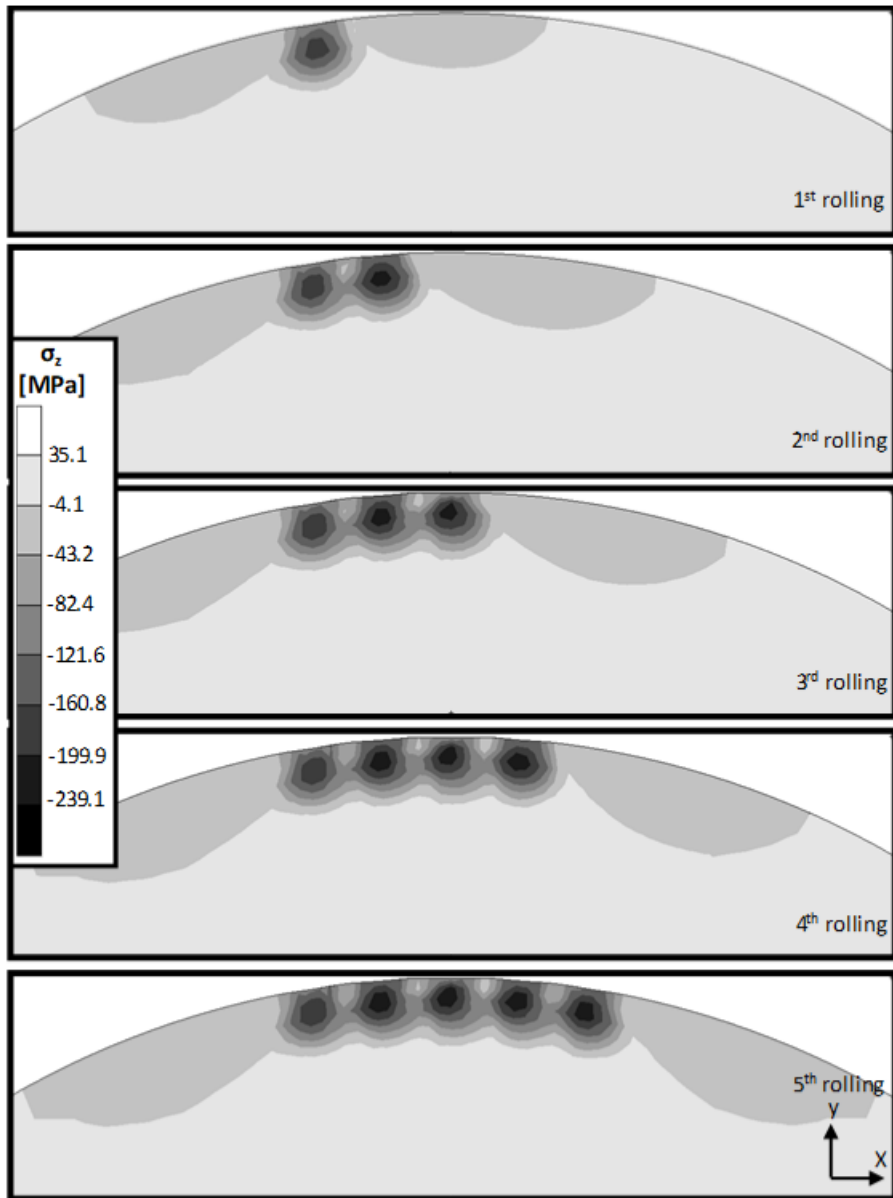 1st rolling
2nd rolling
σz
[MPa]
35.1
-4.1
-43.2
-82.4
-121.6
-160.8
-199.9
-239.1
3rd rolling
4th rolling
5th rolling
y
X